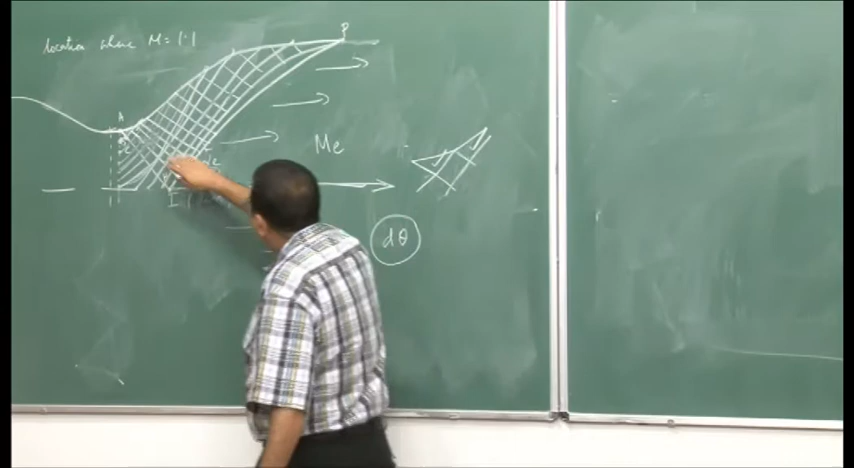 location where M = 1.1
P
A
Me
I
dθ